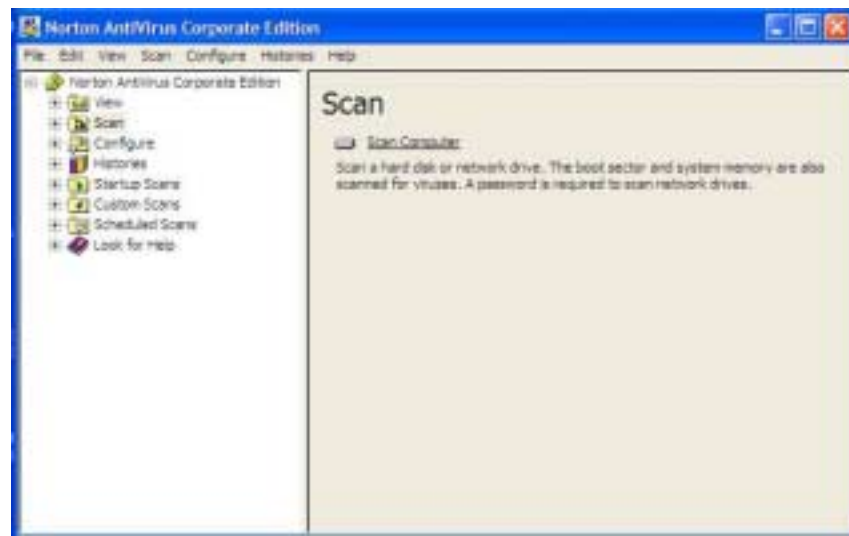 Norton AntiVirus Corporate Edition
File Edit View Scan Configure Histories Help
Norton AntiVirus Corporate Edition
View
Scan
Configure
Histories
Startup Scans
Custom Scans
Scheduled Scans
Look for Help
Scan
Scan Computer
Scan a hard disk or network drive. The boot sector and system memory are also
scanned for viruses. A password is required to scan network drives.